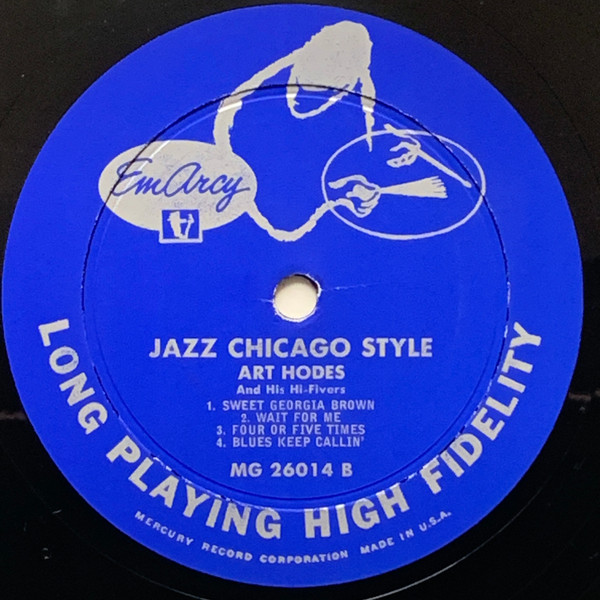 EmArcy
JAZZ CHICAGO STYLE
ART HODES
And His Hi-Fivers
1. SWEET GEORGIA BROWN
2. WAIT FOR ME
3. FOUR OR FIVE TIMES
4. BLUES KEEP CALLIN'
MG 26014 B
LONG PLAYING HIGH FIDELITY
MERCURY RECORD CORPORATION MADE IN U.S.A.